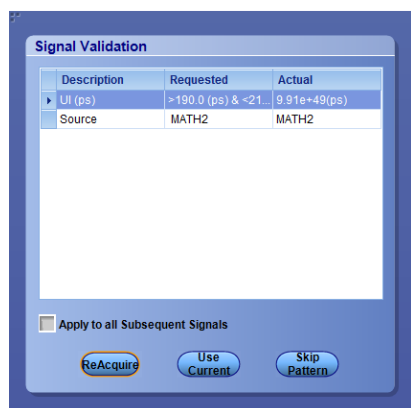 Signal Validation
Description Requested Actual
UI (ps) >190.0 (ps) & <21... 9.91e+49(ps)
Source MATH2 MATH2
Apply to all Subsequent Signals
ReAcquire Use Current Skip Pattern